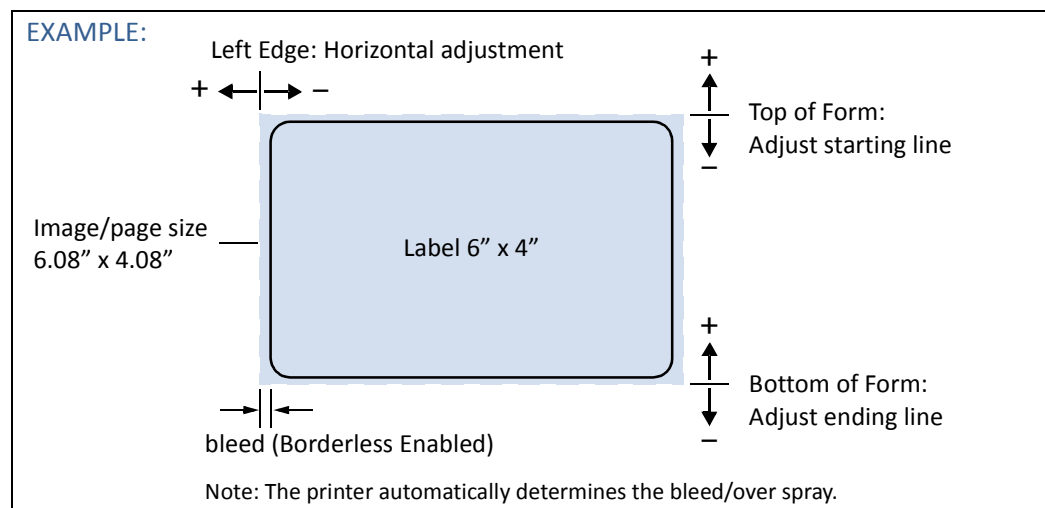 EXAMPLE:
Left Edge: Horizontal adjustment
+ –
+
Top of Form:
Adjust starting line
–
Image/page size
6.08” x 4.08”
Label 6” x 4”
+
Bottom of Form:
Adjust ending line
–
bleed (Borderless Enabled)
Note: The printer automatically determines the bleed/over spray.